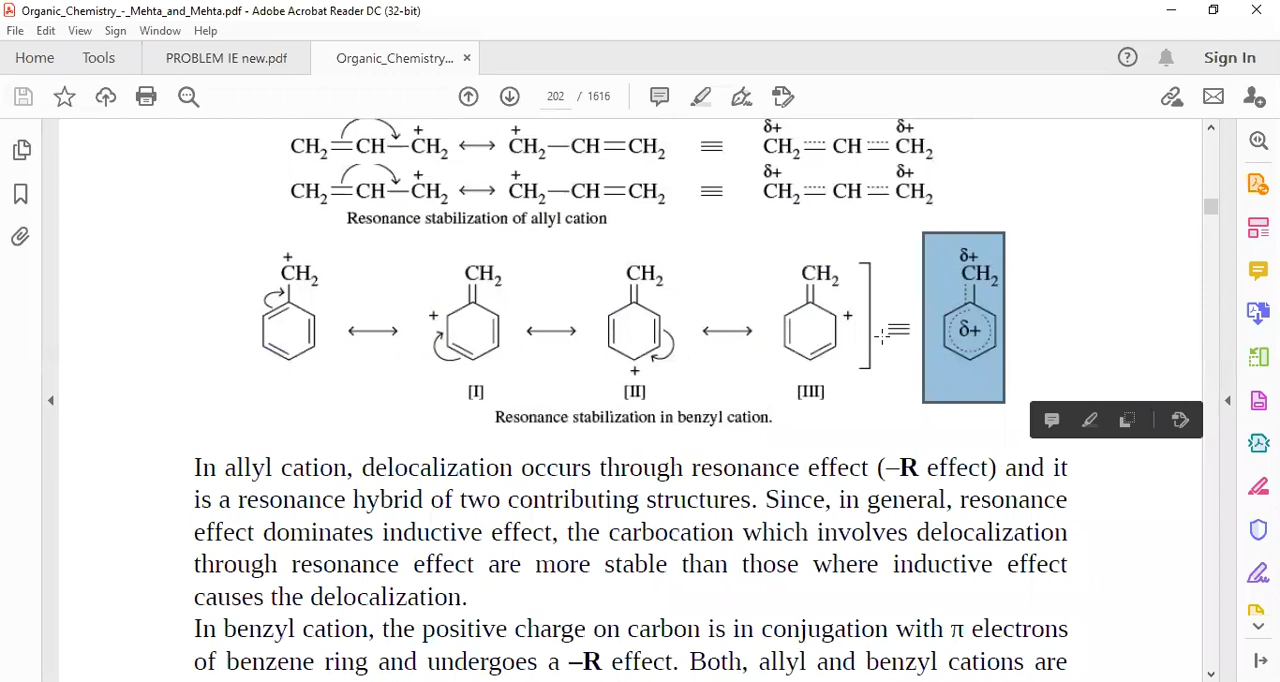 Organic_Chemistry_-_Mehta_and_Mehta.pdf - Adobe Acrobat Reader DC (32-bit)
File Edit View Sign Window Help
Home Tools PROBLEM IE new.pdf Organic_Chemistry... × Sign In
202 / 1616
+ + δ+ δ+
CH₂=CH—CH₂ ⟷ CH₂—CH=CH₂ ≡ CH₂┄CH┄CH₂
+ + δ+ δ+
CH₂=CH—CH₂ ⟷ CH₂—CH=CH₂ ≡ CH₂┄CH┄CH₂
Resonance stabilization of allyl cation
+ δ+
CH₂ CH₂ CH₂ CH₂ CH₂
+ + δ+
⟷ ⟷ ⟷ ] ≡
+
[I] [II] [III]
Resonance stabilization in benzyl cation.
In allyl cation, delocalization occurs through resonance effect (–R effect) and it
is a resonance hybrid of two contributing structures. Since, in general, resonance
effect dominates inductive effect, the carbocation which involves delocalization
through resonance effect are more stable than those where inductive effect
causes the delocalization.
In benzyl cation, the positive charge on carbon is in conjugation with π electrons
of benzene ring and undergoes a –R effect. Both, allyl and benzyl cations are